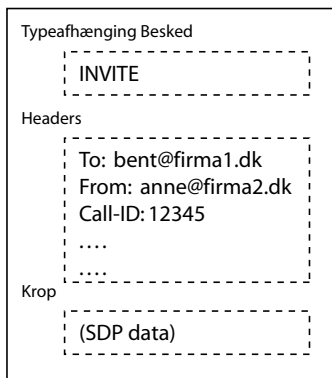 Typeafhænging Besked
INVITE
Headers
To: bent@firma1.dk
From: anne@firma2.dk
Call-ID: 12345
....
....
Krop
(SDP data)